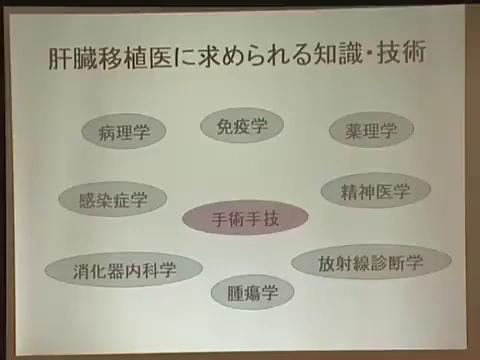 肝臓移植医に求められる知識・技術
病理学
免疫学
薬理学
感染症学
手術手技
精神医学
消化器内科学
腫瘍学
放射線診断学